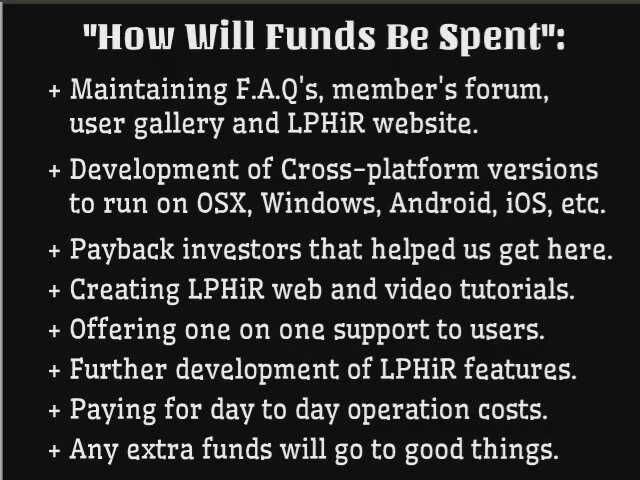 "How Will Funds Be Spent":
+ Maintaining F.A.Q's, member's forum,
user gallery and LPHiR website.
+ Development of Cross-platform versions
to run on OSX, Windows, Android, iOS, etc.
+ Payback investors that helped us get here.
+ Creating LPHiR web and video tutorials.
+ Offering one on one support to users.
+ Further development of LPHiR features.
+ Paying for day to day operation costs.
+ Any extra funds will go to good things.